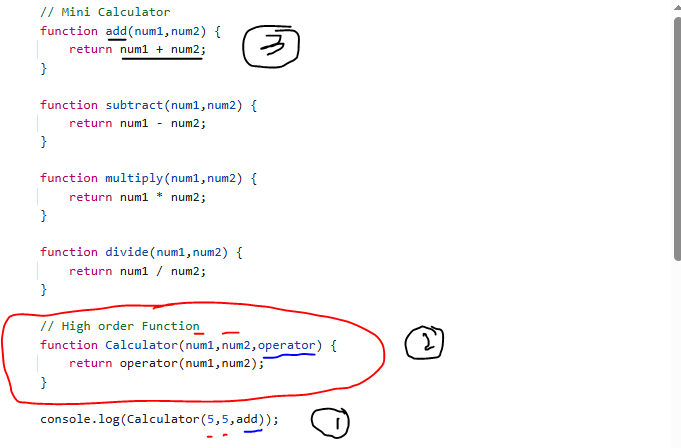 // Mini Calculator
function add(num1,num2) {
return num1 + num2;
}
3
function subtract(num1,num2) {
return num1 - num2;
}
function multiply(num1,num2) {
return num1 * num2;
}
function divide(num1,num2) {
return num1 / num2;
}
// High order Function
function Calculator(num1,num2,operator) {
return operator(num1,num2);
}
2
console.log(Calculator(5,5,add));
1